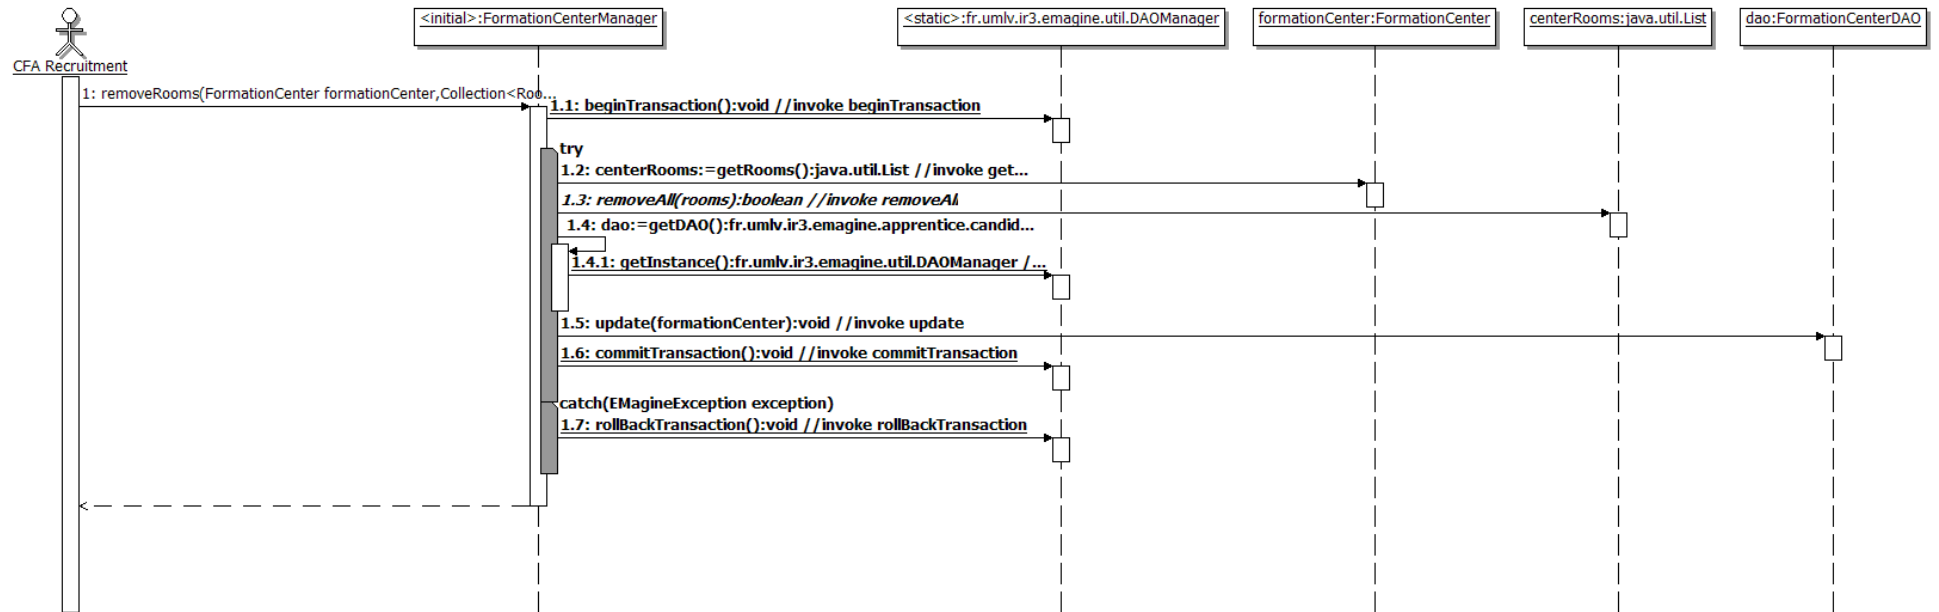 <initial>:FormationCenterManager
<static>:fr.umlv.ir3.emagine.util.DAOManager
formationCenter:FormationCenter
centerRooms:java.util.List
dao:FormationCenterDAO
CFA Recruitment
1: removeRooms(FormationCenter formationCenter,Collection<Roo...
1.1: beginTransaction():void //invoke beginTransaction
try
1.2: centerRooms:=getRooms():java.util.List //invoke get...
1.3: removeAll(rooms):boolean //invoke removeAll
1.4: dao:=getDAO():fr.umlv.ir3.emagine.apprentice.candid...
1.4.1: getInstance():fr.umlv.ir3.emagine.util.DAOManager /...
1.5: update(formationCenter):void //invoke update
1.6: commitTransaction():void //invoke commitTransaction
catch(EMagineException exception)
1.7: rollBackTransaction():void //invoke rollBackTransaction